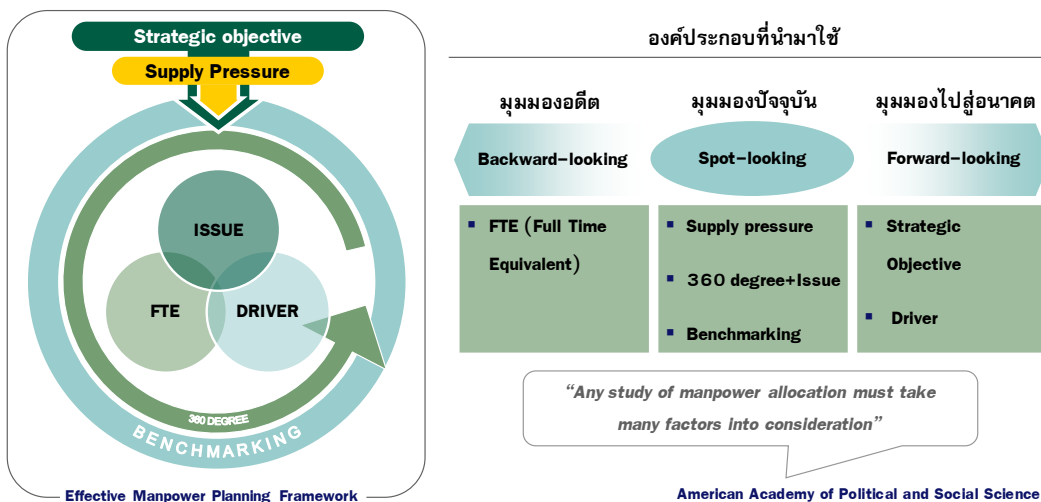 Strategic objective
Supply Pressure
ISSUE
FTE
DRIVER
360 DEGREE
BENCHMARKING
Effective Manpower Planning Framework
องค์ประกอบที่นำมาใช้
มุมมองอดีต
มุมมองปัจจุบัน
มุมมองไปสู่อนาคต
Backward-looking
Spot-looking
Forward-looking
▪ FTE (Full Time
Equivalent)
▪ Supply pressure
▪ 360 degree+Issue
▪ Benchmarking
▪ Strategic
Objective
▪ Driver
“Any study of manpower allocation must take
many factors into consideration”
American Academy of Political and Social Science